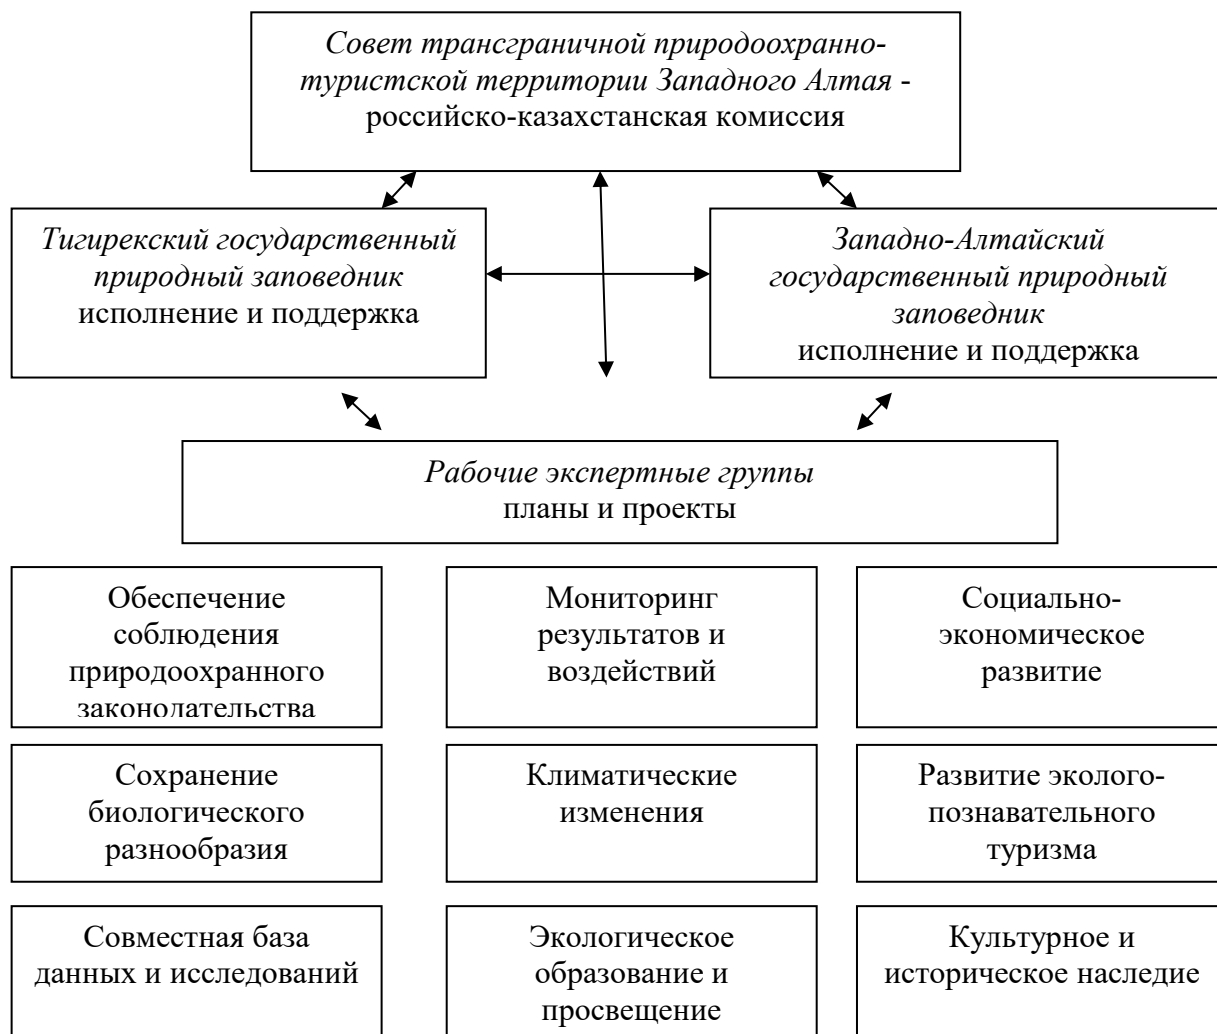 Совет трансграничной природоохранно-
туристской территории Западного Алтая -
российско-казахстанская комиссия
Тигирекский государственный
природный заповедник
исполнение и поддержка
Западно-Алтайский
государственный природный
заповедник
исполнение и поддержка
Рабочие экспертные группы
планы и проекты
Обеспечение
соблюдения
природоохранного
законодательства
Мониторинг
результатов и
воздействий
Социально-
экономическое
развитие
Сохранение
биологического
разнообразия
Климатические
изменения
Развитие эколого-
познавательного
туризма
Совместная база
данных и исследований
Экологическое
образование и
просвещение
Культурное и
историческое наследие